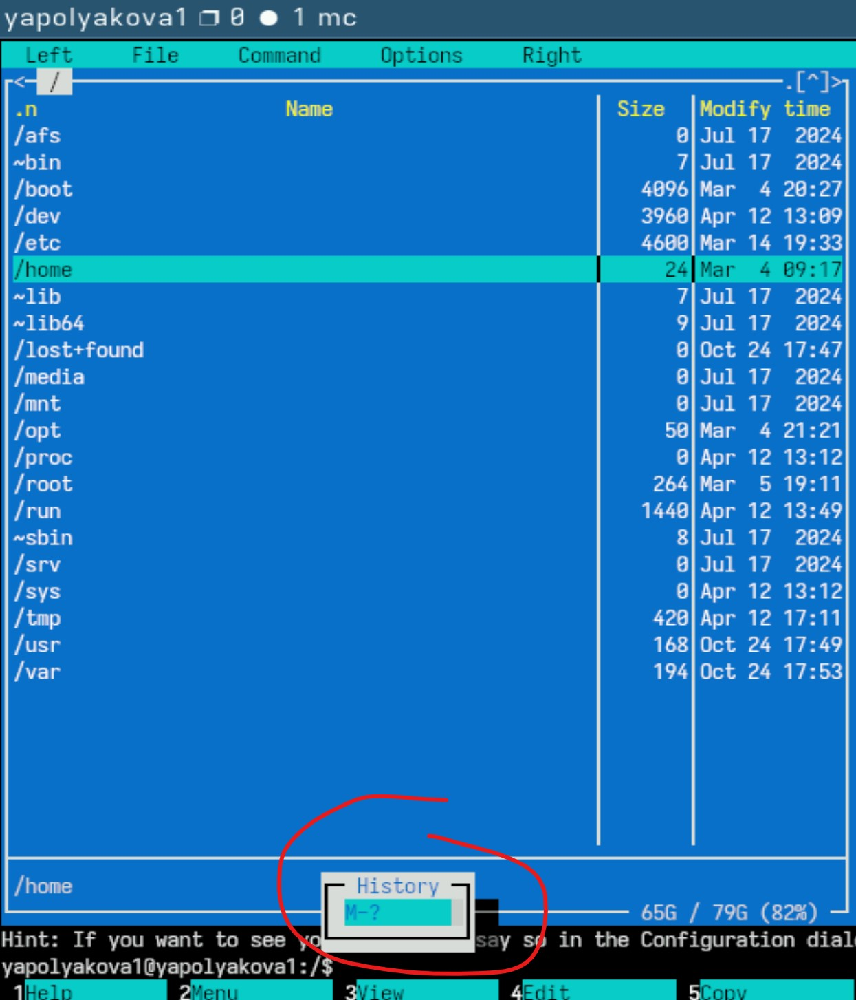 yapolyakova1 0 ● 1 mc
Left File Command Options Right
<- / .[^]>
.n Name Size Modify time
/afs 0 Jul 17 2024
~bin 7 Jul 17 2024
/boot 4096 Mar 4 20:27
/dev 3960 Apr 12 13:09
/etc 4600 Mar 14 19:33
/home 24 Mar 4 09:17
~lib 7 Jul 17 2024
~lib64 9 Jul 17 2024
/lost+found 0 Oct 24 17:47
/media 0 Jul 17 2024
/mnt 0 Jul 17 2024
/opt 50 Mar 4 21:21
/proc 0 Apr 12 13:12
/root 264 Mar 5 19:11
/run 1440 Apr 12 13:49
~sbin 8 Jul 17 2024
/srv 0 Jul 17 2024
/sys 0 Apr 12 13:12
/tmp 420 Apr 12 17:11
/usr 168 Oct 24 17:49
/var 194 Oct 24 17:53
/home
History
M-?
65G / 79G (82%)
Hint: If you want to see yo say so in the Configuration dial
yapolyakova1@yapolyakova1:/$
1Help 2Menu 3View 4Edit 5Copy